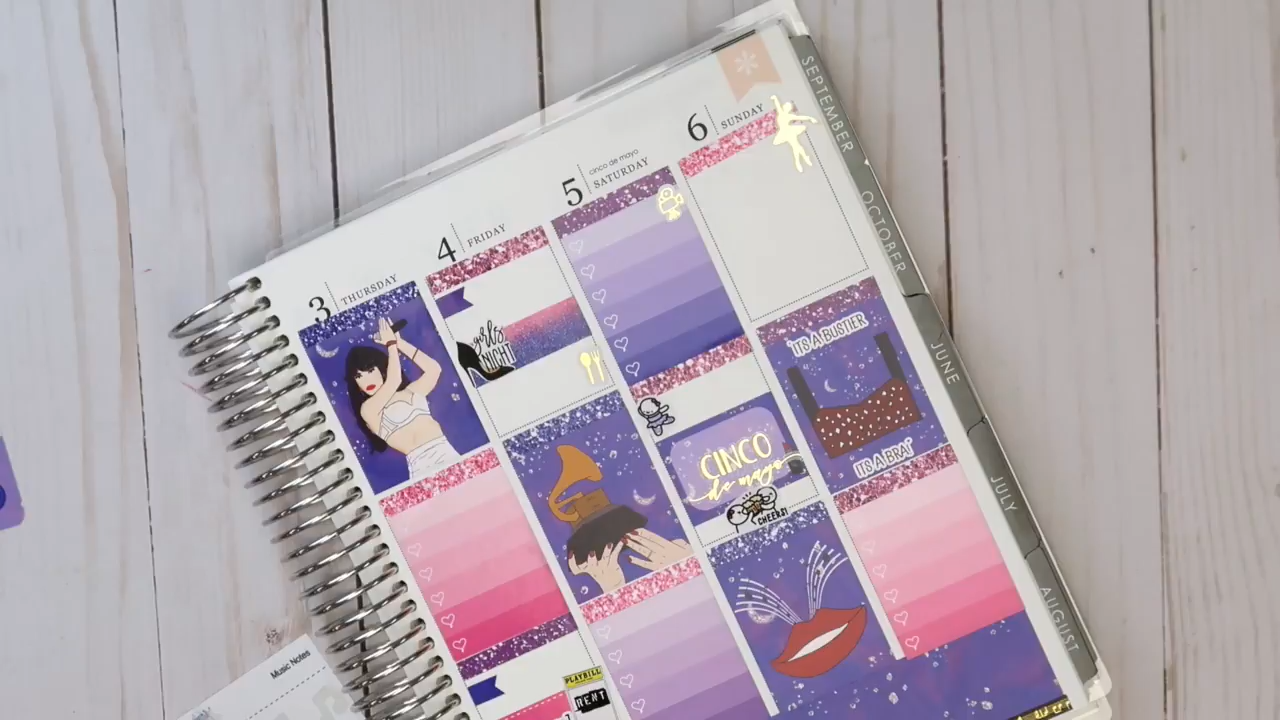 3
THURSDAY
4
FRIDAY
5
cinco de mayo
SATURDAY
6
SUNDAY
SEPTEMBER
OCTOBER
JUNE
JULY
AUGUST
girls
NIGHT
CINCO
de mayo
CHEERS!
'ITS A BUSTIER
ITS A BRA!'
PLAYBILL
RENT
Music Notes